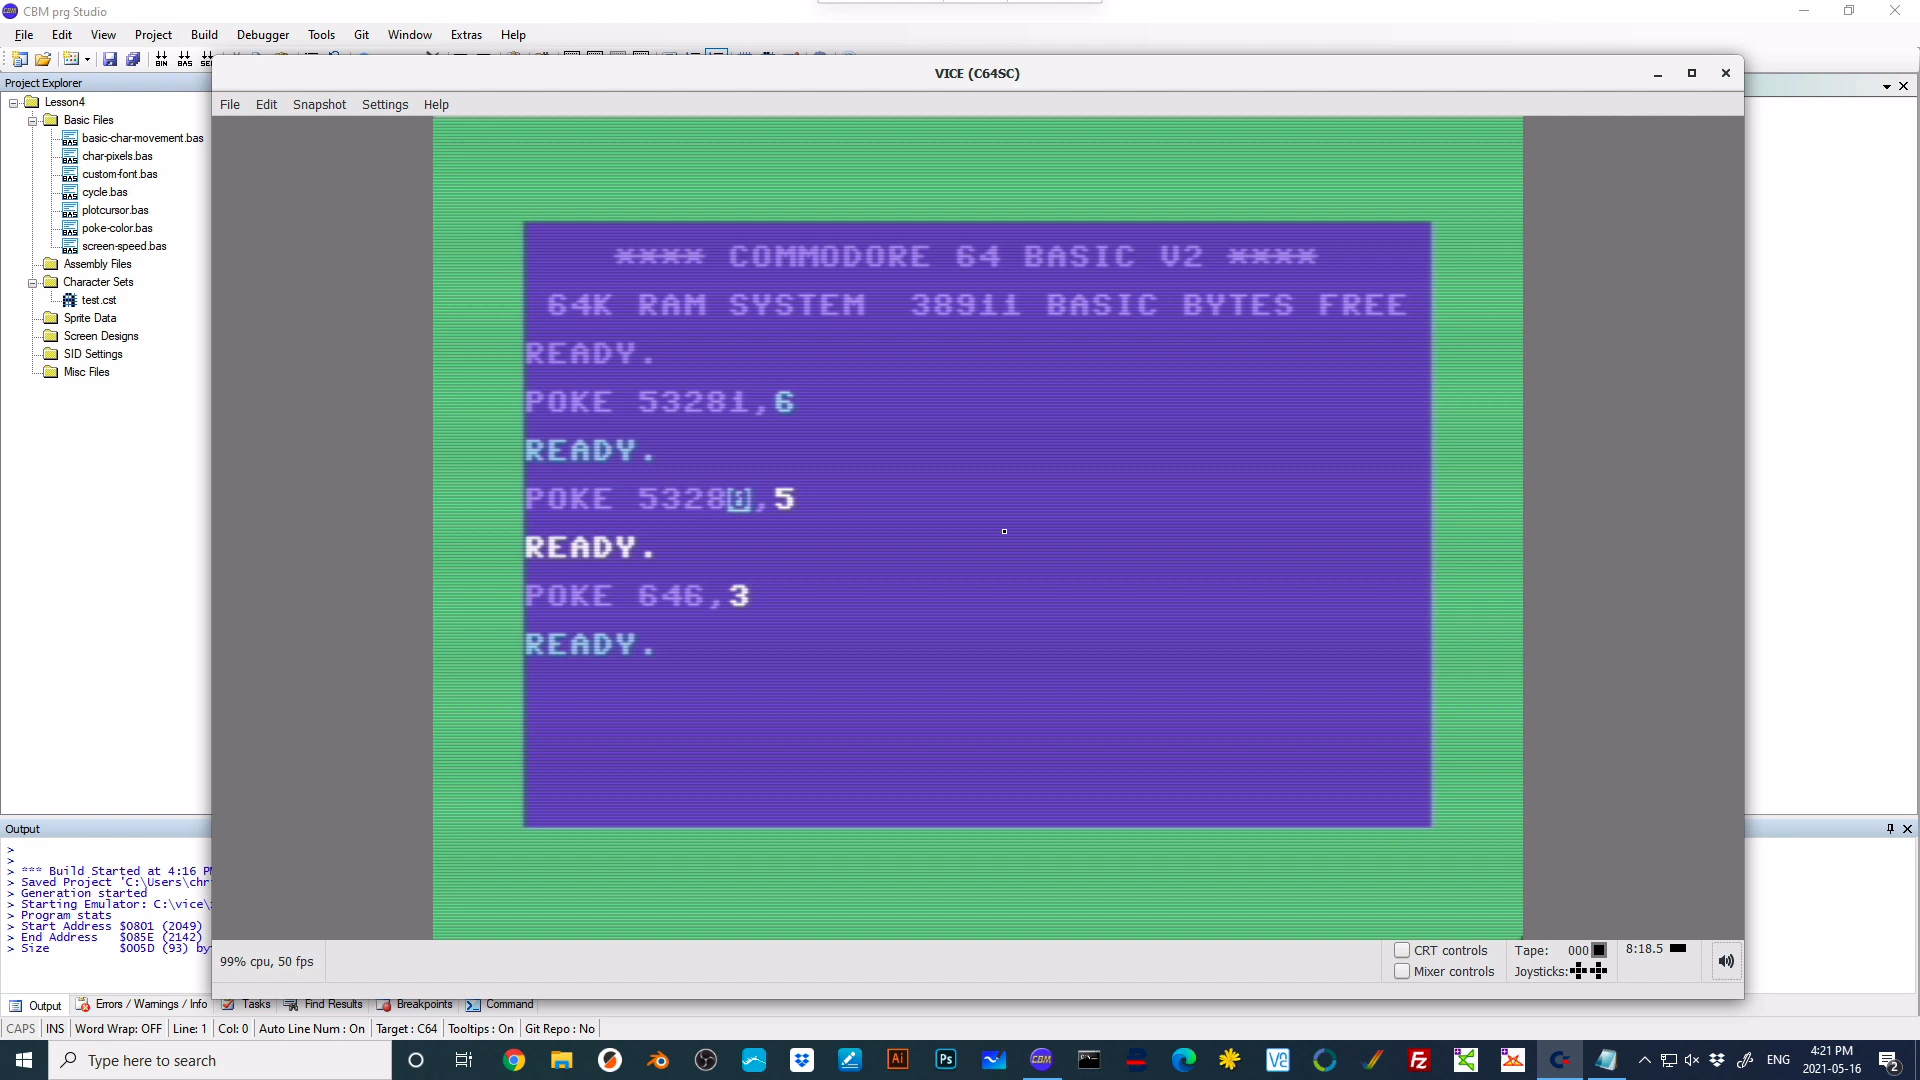 CBM prg Studio
File Edit View Project Build Debugger Tools Git Window Extras Help
Project Explorer
Lesson4
Basic Files
basic-char-movement.bas
char-pixels.bas
custom-font.bas
cycle.bas
plotcursor.bas
poke-color.bas
screen-speed.bas
Assembly Files
Character Sets
test.cst
Sprite Data
Screen Designs
SID Settings
Misc Files
VICE (C64SC)
File Edit Snapshot Settings Help
**** COMMODORE 64 BASIC V2 ****
64K RAM SYSTEM 38911 BASIC BYTES FREE
READY.
POKE 53281,6
READY.
POKE 5328 ,5
READY.
POKE 646,3
READY.
99% cpu, 50 fps
CRT controls
Mixer controls
Tape: 000
Joysticks:
8:18.5
Output
>
>
> *** Build Started at 4:16 P
> Saved Project 'C:\Users\chr
> Generation started
> Starting Emulator: C:\vice\
> Program stats
> Start Address $0801 (2049)
> End Address $085E (2142)
> Size $005D (93) by
Output Errors / Warnings / Info Tasks Find Results Breakpoints Command
CAPS INS Word Wrap: OFF Line: 1 Col: 0 Auto Line Num : On Target : C64 Tooltips : On Git Repo : No
Type here to search
CBM
Ai
Ps
Fz
ENG
4:21 PM
2021-05-16
2